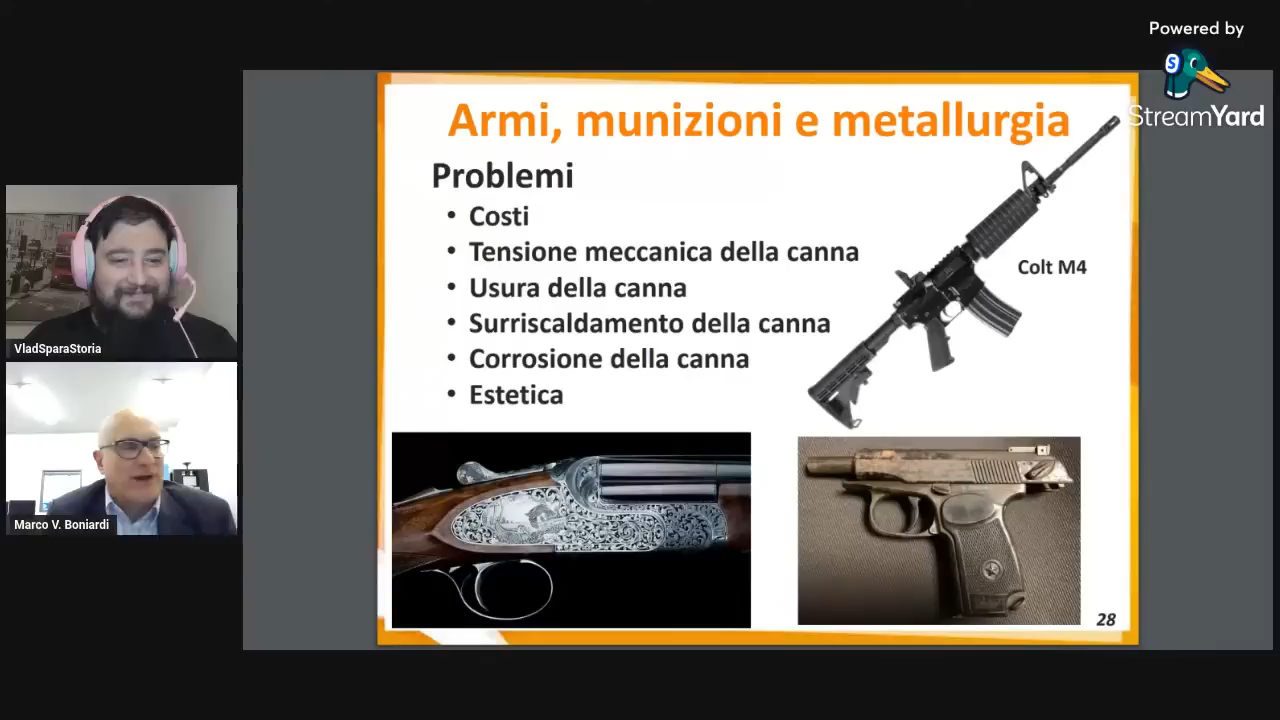 Powered by
StreamYard
Armi, munizioni e metallurgia
Problemi
• Costi
• Tensione meccanica della canna
• Usura della canna
• Surriscaldamento della canna
• Corrosione della canna
• Estetica
Colt M4
28
VladSparaStoria
Marco V. Boniardi